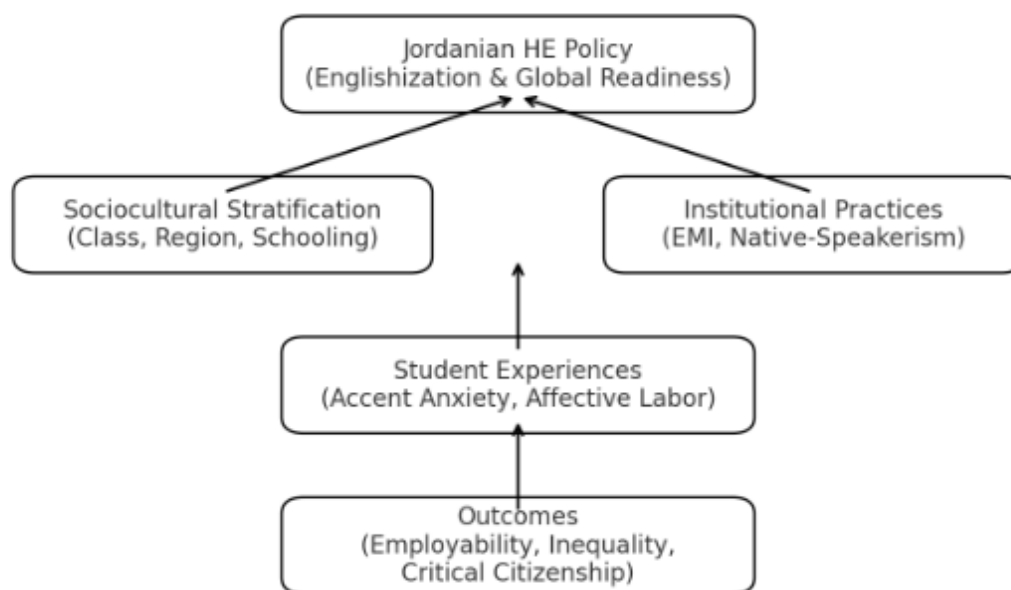 Jordanian HE Policy
(Englishization & Global Readiness)
Sociocultural Stratification
(Class, Region, Schooling)
Institutional Practices
(EMI, Native-Speakerism)
Student Experiences
(Accent Anxiety, Affective Labor)
Outcomes
(Employability, Inequality,
Critical Citizenship)